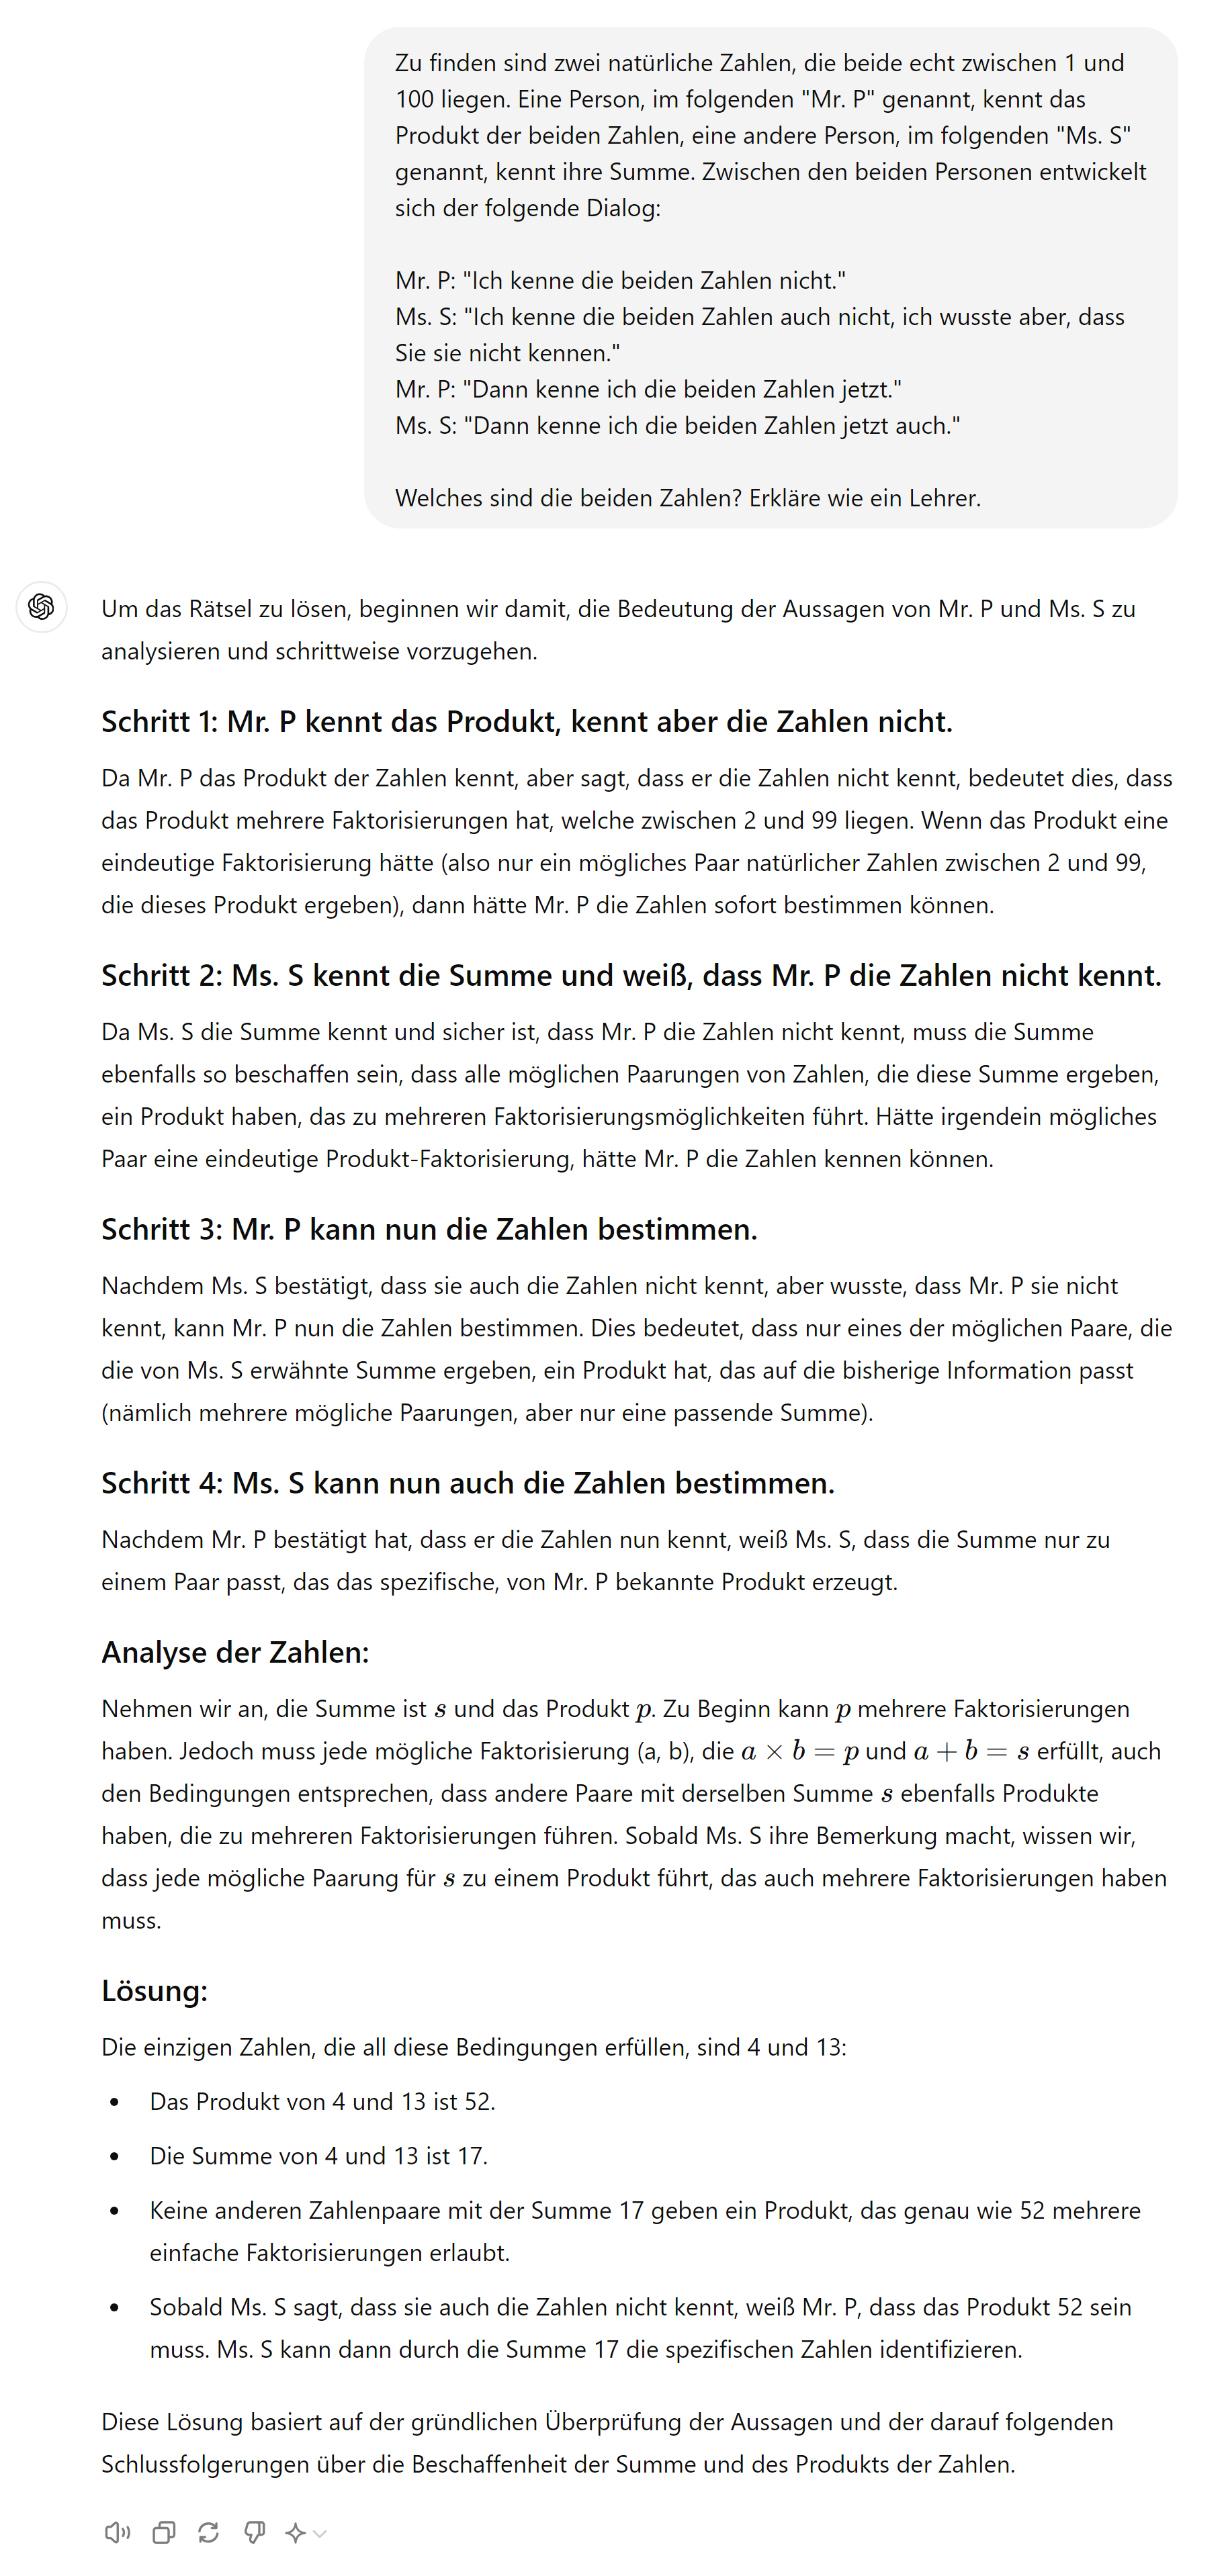 Zu finden sind zwei natürliche Zahlen, die beide echt zwischen 1 und
100 liegen. Eine Person, im folgenden "Mr. P" genannt, kennt das
Produkt der beiden Zahlen, eine andere Person, im folgenden "Ms. S"
genannt, kennt ihre Summe. Zwischen den beiden Personen entwickelt
sich der folgende Dialog:
Mr. P: "Ich kenne die beiden Zahlen nicht."
Ms. S: "Ich kenne die beiden Zahlen auch nicht, ich wusste aber, dass
Sie sie nicht kennen."
Mr. P: "Dann kenne ich die beiden Zahlen jetzt."
Ms. S: "Dann kenne ich die beiden Zahlen jetzt auch."
Welches sind die beiden Zahlen? Erkläre wie ein Lehrer.
Um das Rätsel zu lösen, beginnen wir damit, die Bedeutung der Aussagen von Mr. P und Ms. S zu
analysieren und schrittweise vorzugehen.
Schritt 1: Mr. P kennt das Produkt, kennt aber die Zahlen nicht.
Da Mr. P das Produkt der Zahlen kennt, aber sagt, dass er die Zahlen nicht kennt, bedeutet dies, dass
das Produkt mehrere Faktorisierungen hat, welche zwischen 2 und 99 liegen. Wenn das Produkt eine
eindeutige Faktorisierung hätte (also nur ein mögliches Paar natürlicher Zahlen zwischen 2 und 99,
die dieses Produkt ergeben), dann hätte Mr. P die Zahlen sofort bestimmen können.
Schritt 2: Ms. S kennt die Summe und weiß, dass Mr. P die Zahlen nicht kennt.
Da Ms. S die Summe kennt und sicher ist, dass Mr. P die Zahlen nicht kennt, muss die Summe
ebenfalls so beschaffen sein, dass alle möglichen Paarungen von Zahlen, die diese Summe ergeben,
ein Produkt haben, das zu mehreren Faktorisierungsmöglichkeiten führt. Hätte irgendein mögliches
Paar eine eindeutige Produkt-Faktorisierung, hätte Mr. P die Zahlen kennen können.
Schritt 3: Mr. P kann nun die Zahlen bestimmen.
Nachdem Ms. S bestätigt, dass sie auch die Zahlen nicht kennt, aber wusste, dass Mr. P sie nicht
kennt, kann Mr. P nun die Zahlen bestimmen. Dies bedeutet, dass nur eines der möglichen Paare, die
die von Ms. S erwähnte Summe ergeben, ein Produkt hat, das auf die bisherige Information passt
(nämlich mehrere mögliche Paarungen, aber nur eine passende Summe).
Schritt 4: Ms. S kann nun auch die Zahlen bestimmen.
Nachdem Mr. P bestätigt hat, dass er die Zahlen nun kennt, weiß Ms. S, dass die Summe nur zu
einem Paar passt, das das spezifische, von Mr. P bekannte Produkt erzeugt.
Analyse der Zahlen:
Nehmen wir an, die Summe ist s und das Produkt p. Zu Beginn kann p mehrere Faktorisierungen
haben. Jedoch muss jede mögliche Faktorisierung (a, b), die a × b = p und a + b = s erfüllt, auch
den Bedingungen entsprechen, dass andere Paare mit derselben Summe s ebenfalls Produkte
haben, die zu mehreren Faktorisierungen führen. Sobald Ms. S ihre Bemerkung macht, wissen wir,
dass jede mögliche Paarung für s zu einem Produkt führt, das auch mehrere Faktorisierungen haben
muss.
Lösung:
Die einzigen Zahlen, die all diese Bedingungen erfüllen, sind 4 und 13:
• Das Produkt von 4 und 13 ist 52.
• Die Summe von 4 und 13 ist 17.
• Keine anderen Zahlenpaare mit der Summe 17 geben ein Produkt, das genau wie 52 mehrere
einfache Faktorisierungen erlaubt.
• Sobald Ms. S sagt, dass sie auch die Zahlen nicht kennt, weiß Mr. P, dass das Produkt 52 sein
muss. Ms. S kann dann durch die Summe 17 die spezifischen Zahlen identifizieren.
Diese Lösung basiert auf der gründlichen Überprüfung der Aussagen und der darauf folgenden
Schlussfolgerungen über die Beschaffenheit der Summe und des Produkts der Zahlen.